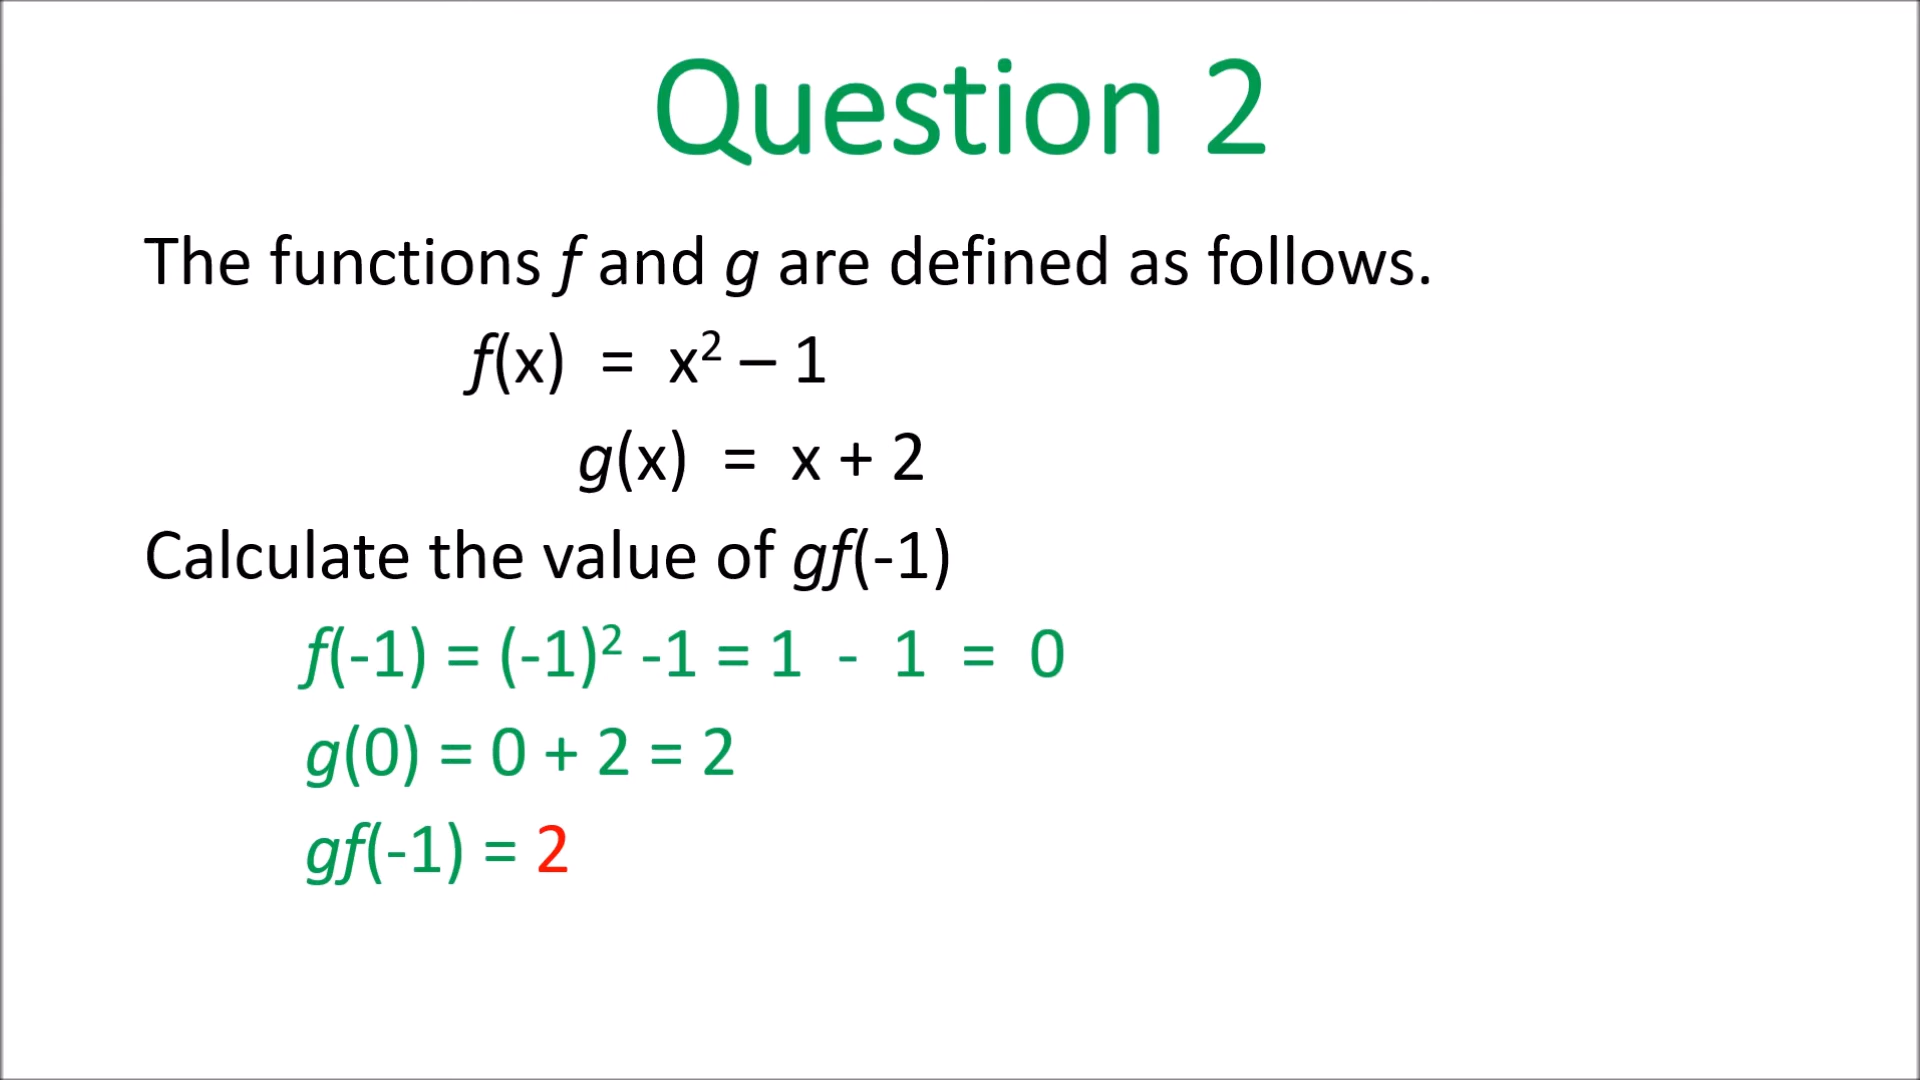 Question 2
The functions f and g are defined as follows.
f(x) = x² – 1
g(x) = x + 2
Calculate the value of gf(-1)
f(-1) = (-1)² -1 = 1 - 1 = 0
g(0) = 0 + 2 = 2
gf(-1) = 2